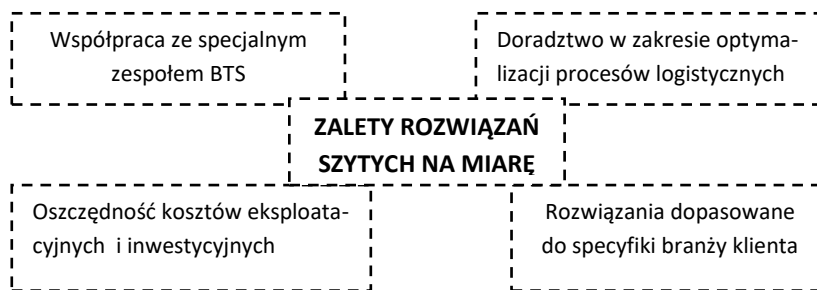 Współpraca ze specjalnym
zespołem BTS
Doradztwo w zakresie optyma-
lizacji procesów logistycznych
ZALETY ROZWIĄZAŃ
SZYTYCH NA MIARĘ
Oszczędność kosztów eksploata-
cyjnych i inwestycyjnych
Rozwiązania dopasowane
do specyfiki branży klienta